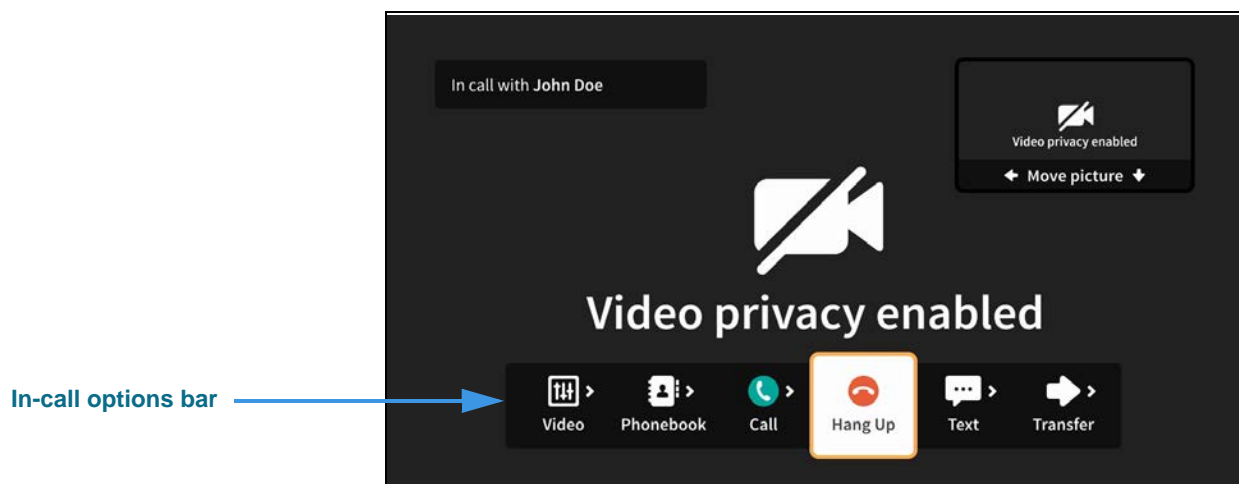 In call with John Doe
Video privacy enabled
Move picture
Video privacy enabled
In-call options bar
Video
Phonebook
Call
Hang Up
Text
Transfer